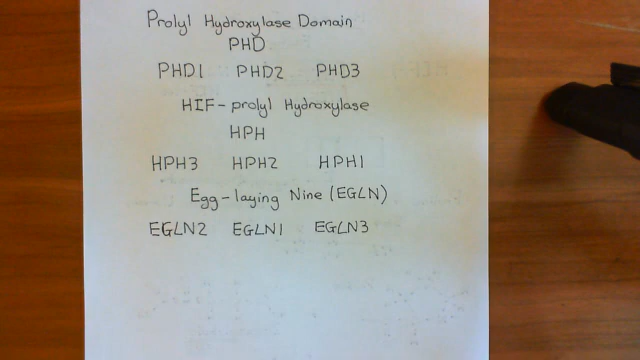 Prolyl Hydroxylase Domain
PHD
PHD1 PHD2 PHD3
HIF-prolyl Hydroxylase
HPH
HPH3 HPH2 HPH1
Egg-laying Nine (EGLN)
EGLN2 EGLN1 EGLN3